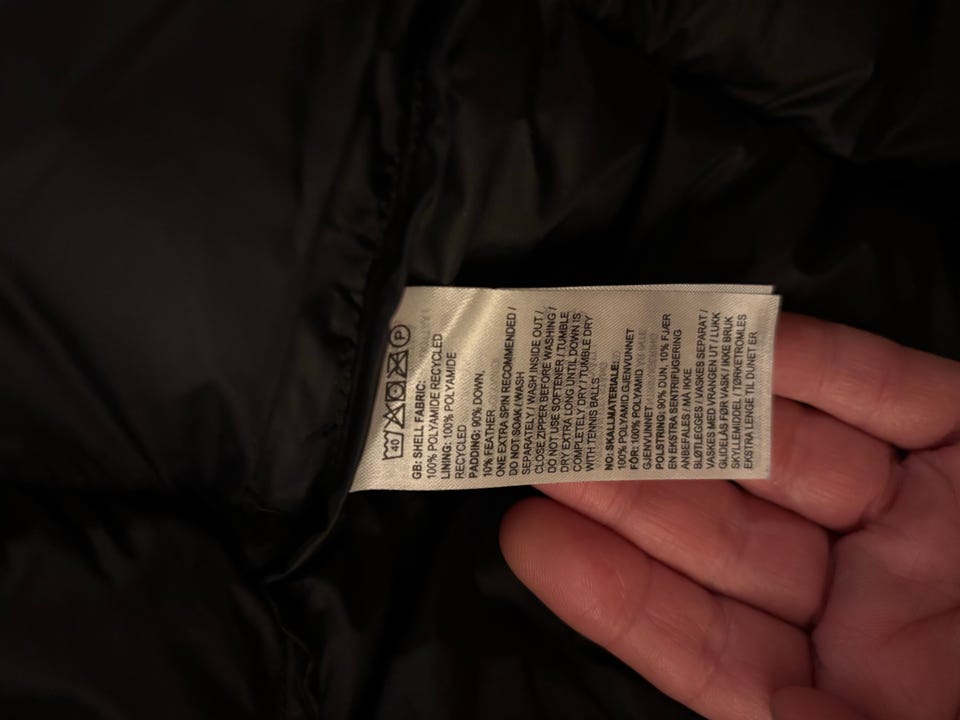 40 P
GB: SHELL FABRIC:
100% POLYAMIDE RECYCLED
LINING: 100% POLYAMIDE
RECYCLED
PADDING: 90% DOWN,
10% FEATHER
ONE EXTRA SPIN RECOMMENDED /
DO NOT SOAK / WASH
SEPARATELY / WASH INSIDE OUT /
CLOSE ZIPPER BEFORE WASHING /
DO NOT USE SOFTENER / TUMBLE
DRY EXTRA LONG UNTIL DOWN IS
COMPLETELY DRY / TUMBLE DRY
WITH TENNIS BALLS
NO: SKALLMATERIALE:
100% POLYAMID GJENVUNNET
FÔR: 100% POLYAMID
GJENVUNNET
POLSTRING: 90% DUN, 10% FJÆR
EN EKSTRA SENTRIFUGERING
ANBEFALES / MÅ IKKE
BLØTLEGGES / VASKES SEPARAT /
VASKES MED VRANGEN UT / LUKK
GLIDELÅS FØR VASK / IKKE BRUK
SKYLLEMIDDEL / TØRKETROMLES
EKSTRA LENGE TIL DUNET ER